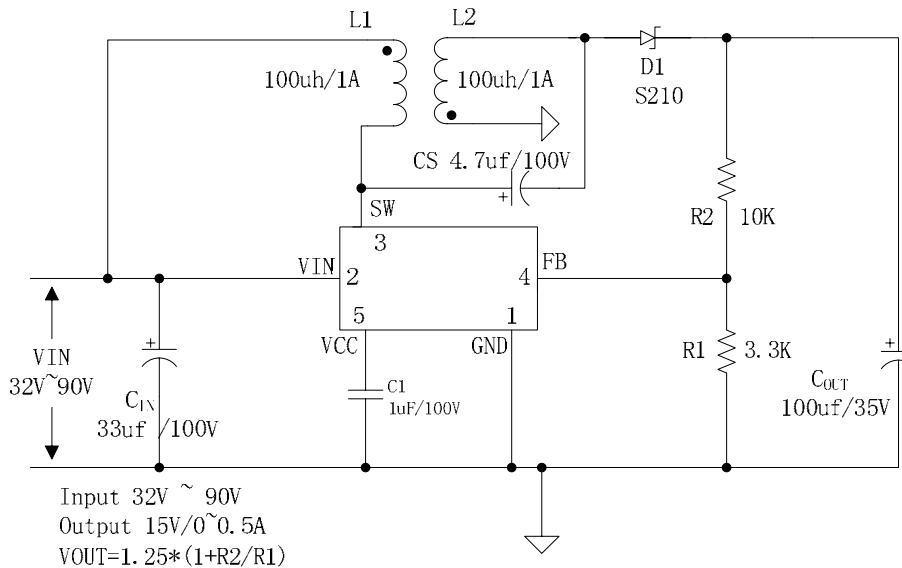 L1
L2
100uh/1A
100uh/1A
D1
S210
CS 4.7uf/100V
+
SW
3
R2 10K
VIN
2
4
FB
5
1
VCC
GND
R1 3.3K
+
VIN
32V~90V
CIN
33uf /100V
C1
1uF/100V
+
COUT
100uf/35V
Input 32V ~ 90V
Output 15V/0~0.5A
VOUT=1.25*(1+R2/R1)